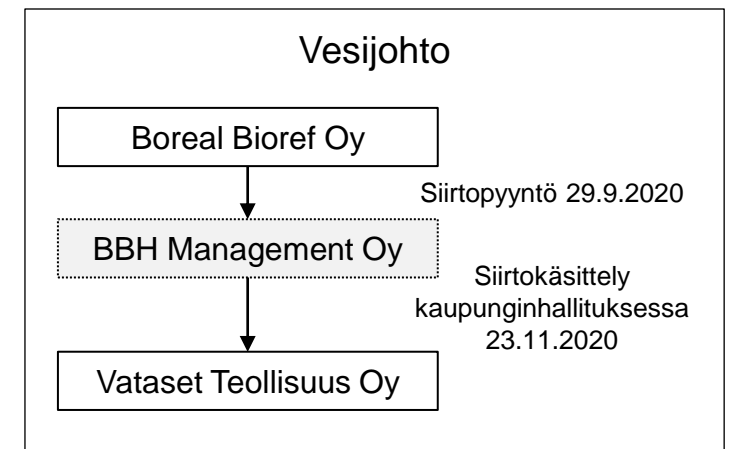 Vesijohto
Boreal Bioref Oy
Siirtopyyntö 29.9.2020
BBH Management Oy
Siirtokäsittely
kaupunginhallituksessa
23.11.2020
Vataset Teollisuus Oy